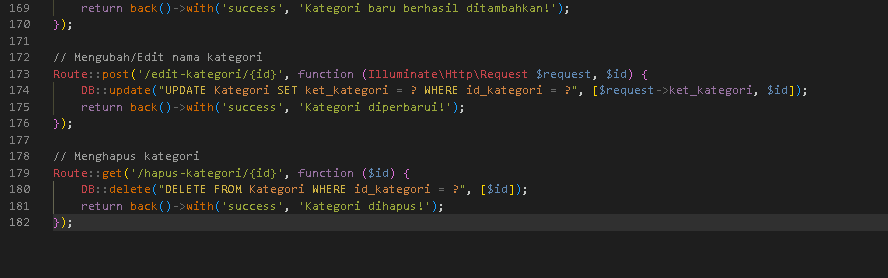 169     return back()->with('success', 'Kategori baru berhasil ditambahkan!');
170 });
171
172 // Mengubah/Edit nama kategori
173 Route::post('/edit-kategori/{id}', function (Illuminate\Http\Request $request, $id) {
174     DB::update("UPDATE Kategori SET ket_kategori = ? WHERE id_kategori = ?", [$request->ket_kategori, $id]);
175     return back()->with('success', 'Kategori diperbarui!');
176 });
177
178 // Menghapus kategori
179 Route::get('/hapus-kategori/{id}', function ($id) {
180     DB::delete("DELETE FROM Kategori WHERE id_kategori = ?", [$id]);
181     return back()->with('success', 'Kategori dihapus!');
182 });